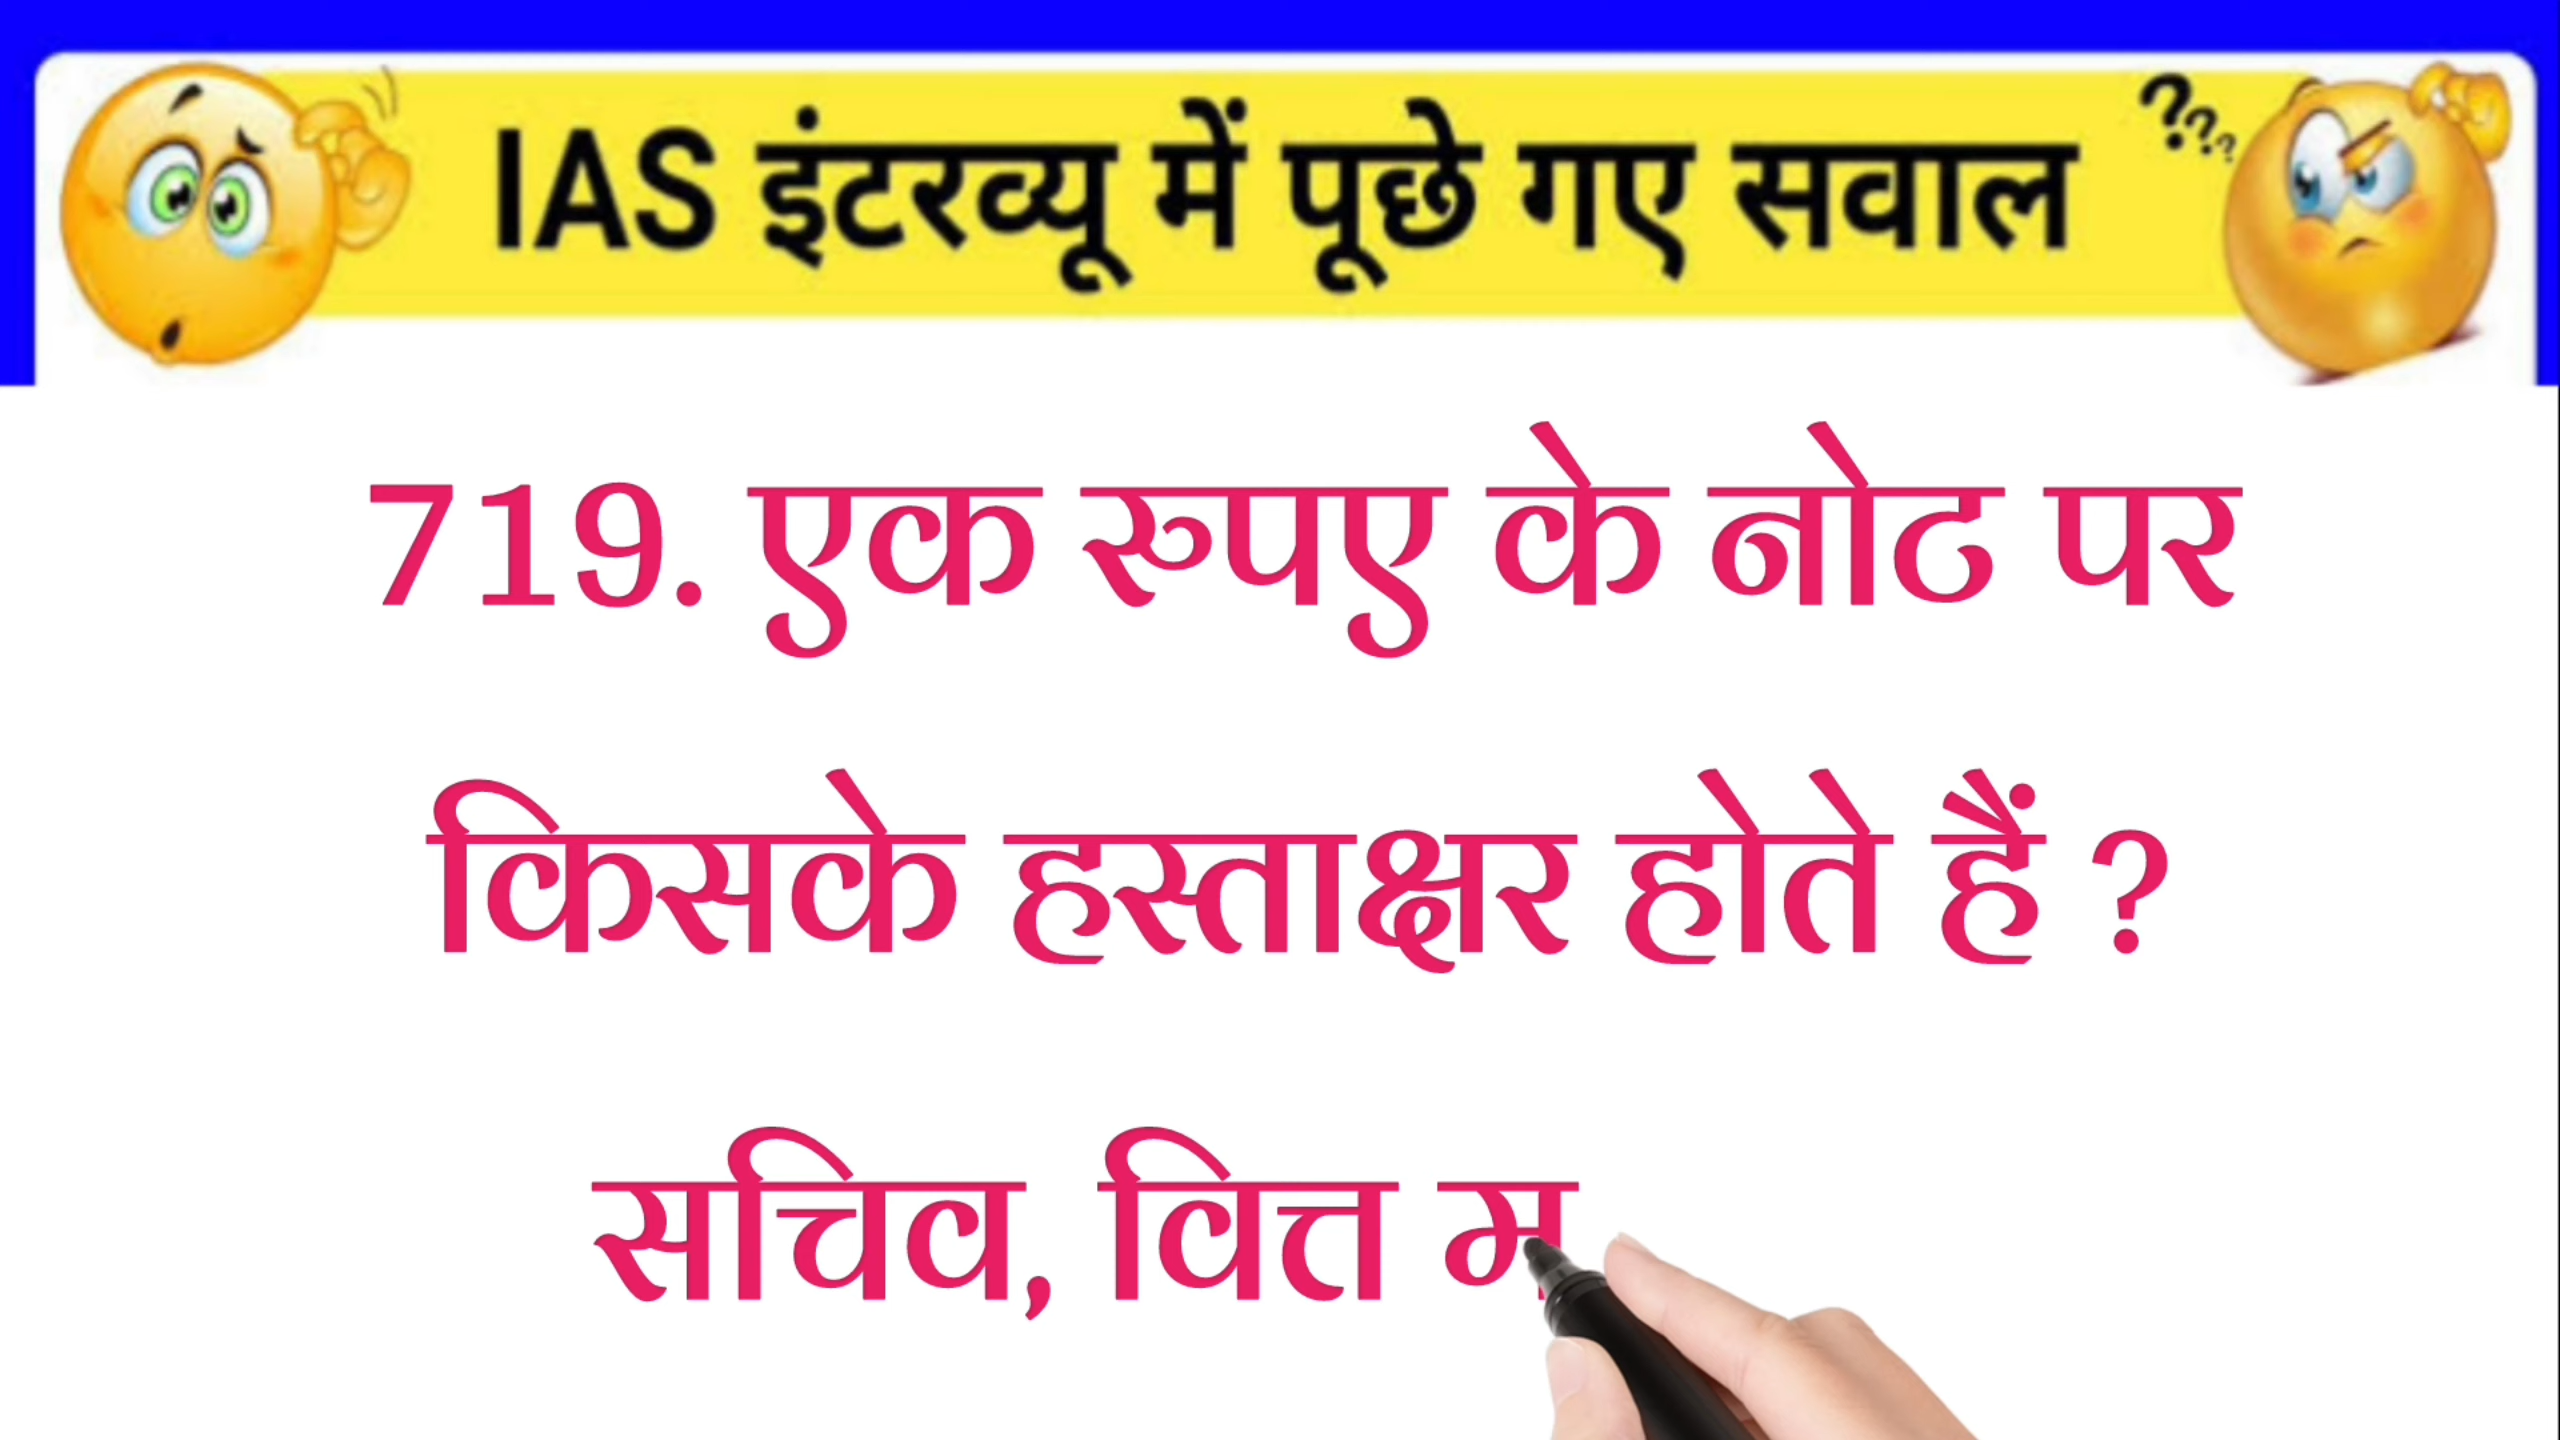 IAS इंटरव्यू में पूछे गए सवाल ???
719. एक रुपए के नोट पर
किसके हस्ताक्षर होते हैं ?
सचिव, वित्त म